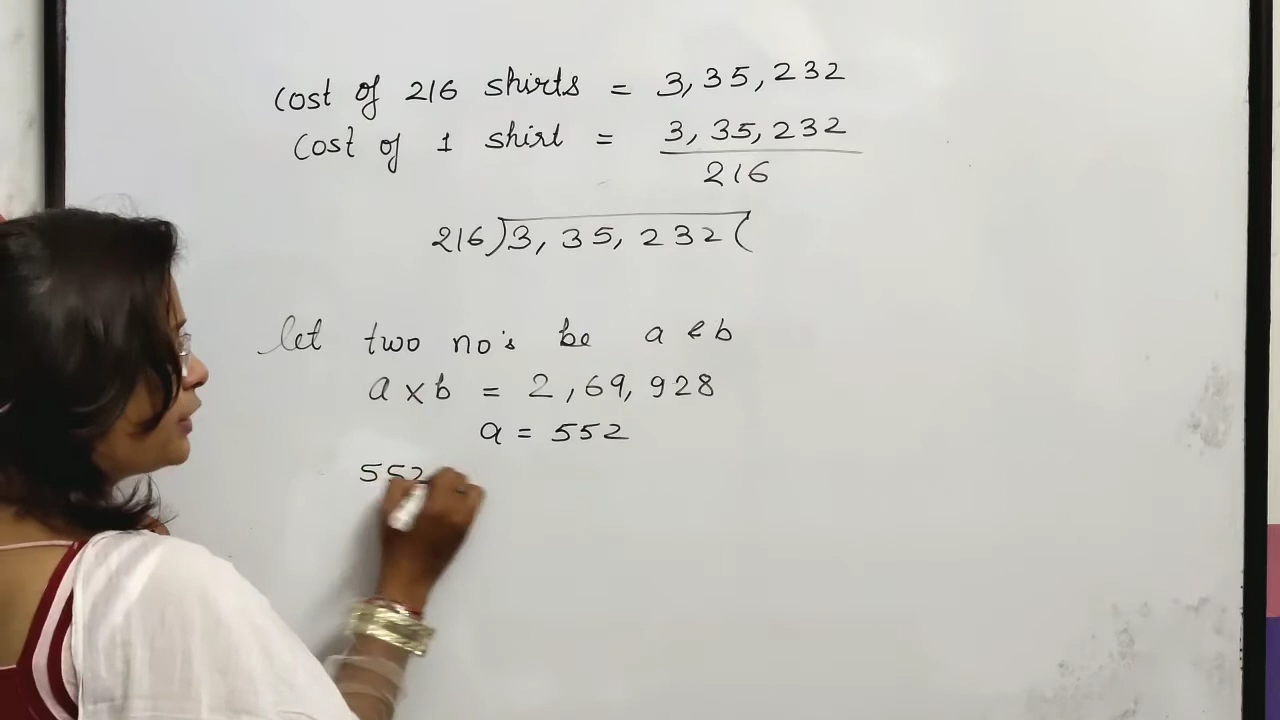 Cost of 216 shirts = 3,35,232
Cost of 1 shirt = 3,35,232
216
216)3,35,232(
let two no's be a & b
a × b = 2,69,928
a = 552
552